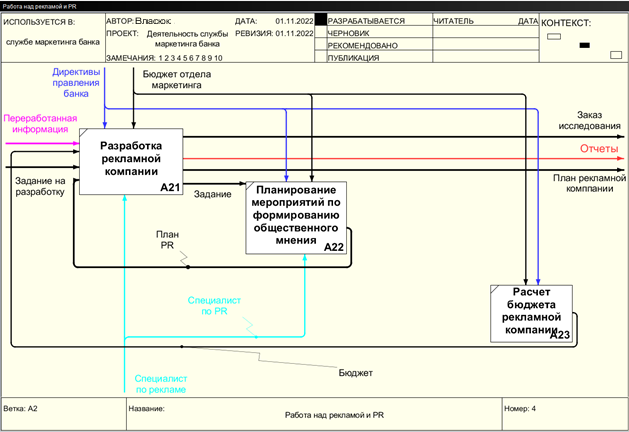 Работа над рекламой и PR
ИСПОЛЬЗУЕТСЯ В:
службе маркетинга банка
АВТОР: Власюк
ДАТА: 01.11.2022
ПРОЕКТ: Деятельность службы
маркетинга банка
РЕВИЗИЯ: 01.11.2022
ЗАМЕЧАНИЯ: 1 2 3 4 5 6 7 8 9 10
РАЗРАБАТЫВАЕТСЯ
ЧЕРНОВИК
РЕКОМЕНДОВАНО
ПУБЛИКАЦИЯ
ЧИТАТЕЛЬ ДАТА
КОНТЕКСТ:
Директивы
правления
банка
Бюджет отдела
маркетинга
Переработанная
информация
Разработка
рекламной
компании
A21
Заказ
исследования
Отчеты
План рекламной
комппании
Задание на
разработку
Задание
Планирование
мероприятий по
формированию
общественного
мнения
A22
План
PR
Специалист
по PR
Расчет
бюджета
рекламной
компании
A23
Бюджет
Специалист
по рекламе
Ветка: A2
Название:
Работа над рекламой и PR
Номер: 4